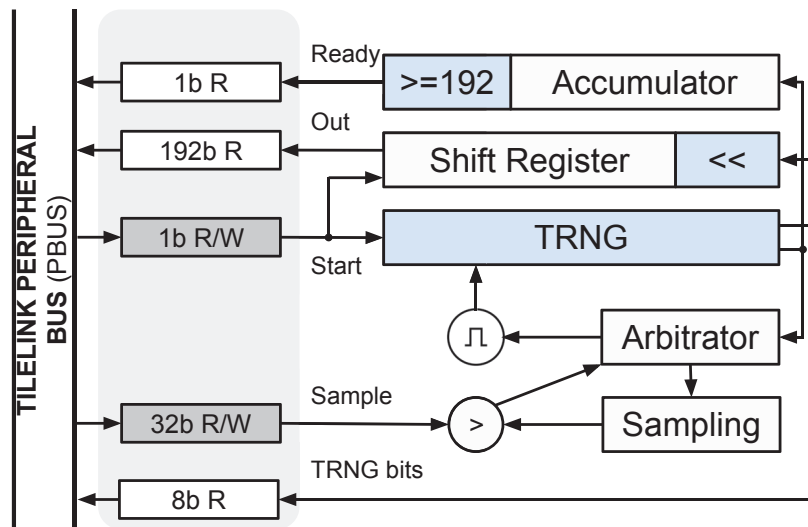 TILELINK PERIPHERAL
BUS (PBUS)
1b R
Ready
>=192
Accumulator
192b R
Out
Shift Register
<<
1b R/W
Start
TRNG
Arbitrator
32b R/W
Sample
>
Sampling
8b R
TRNG bits